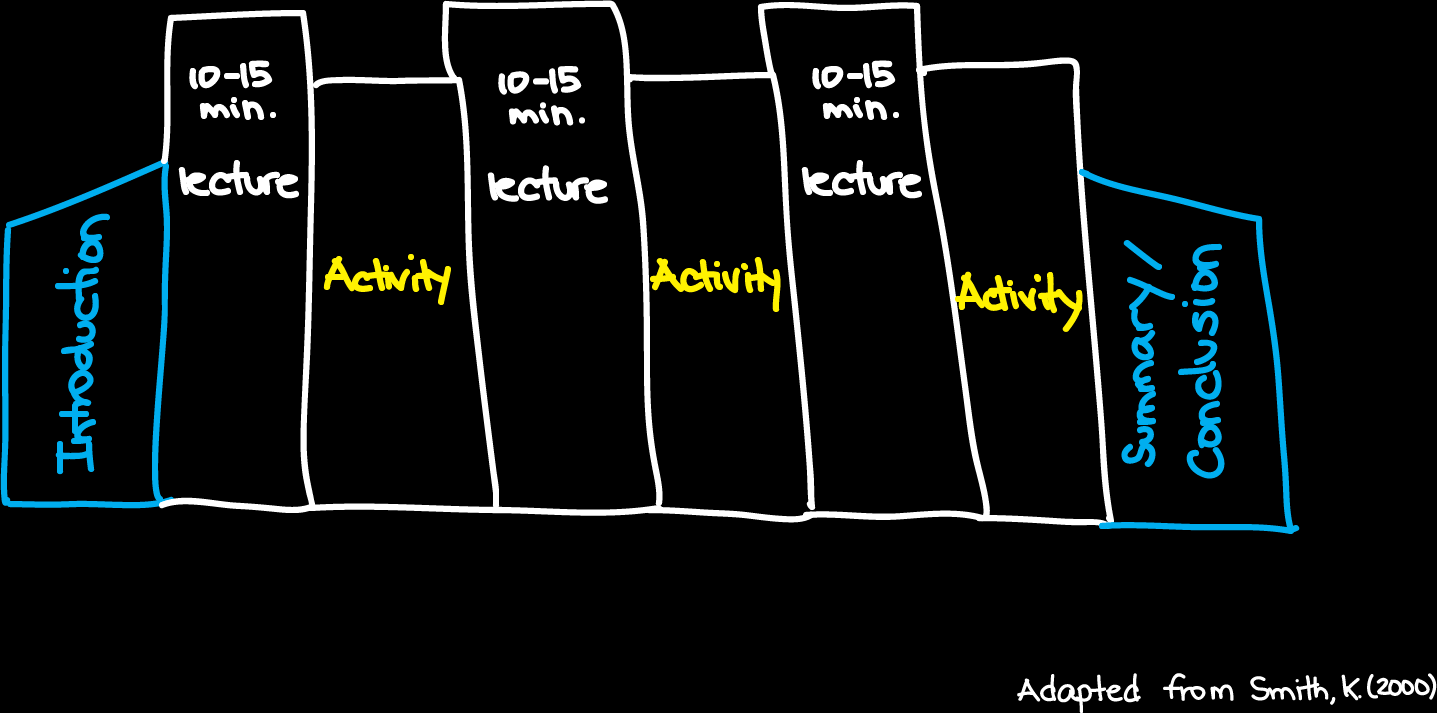 Introduction
10-15
min.
lecture
Activity
10-15
min.
lecture
Activity
10-15
min.
lecture
Activity
Summary/
Conclusion
Adapted from Smith, K. (2000)